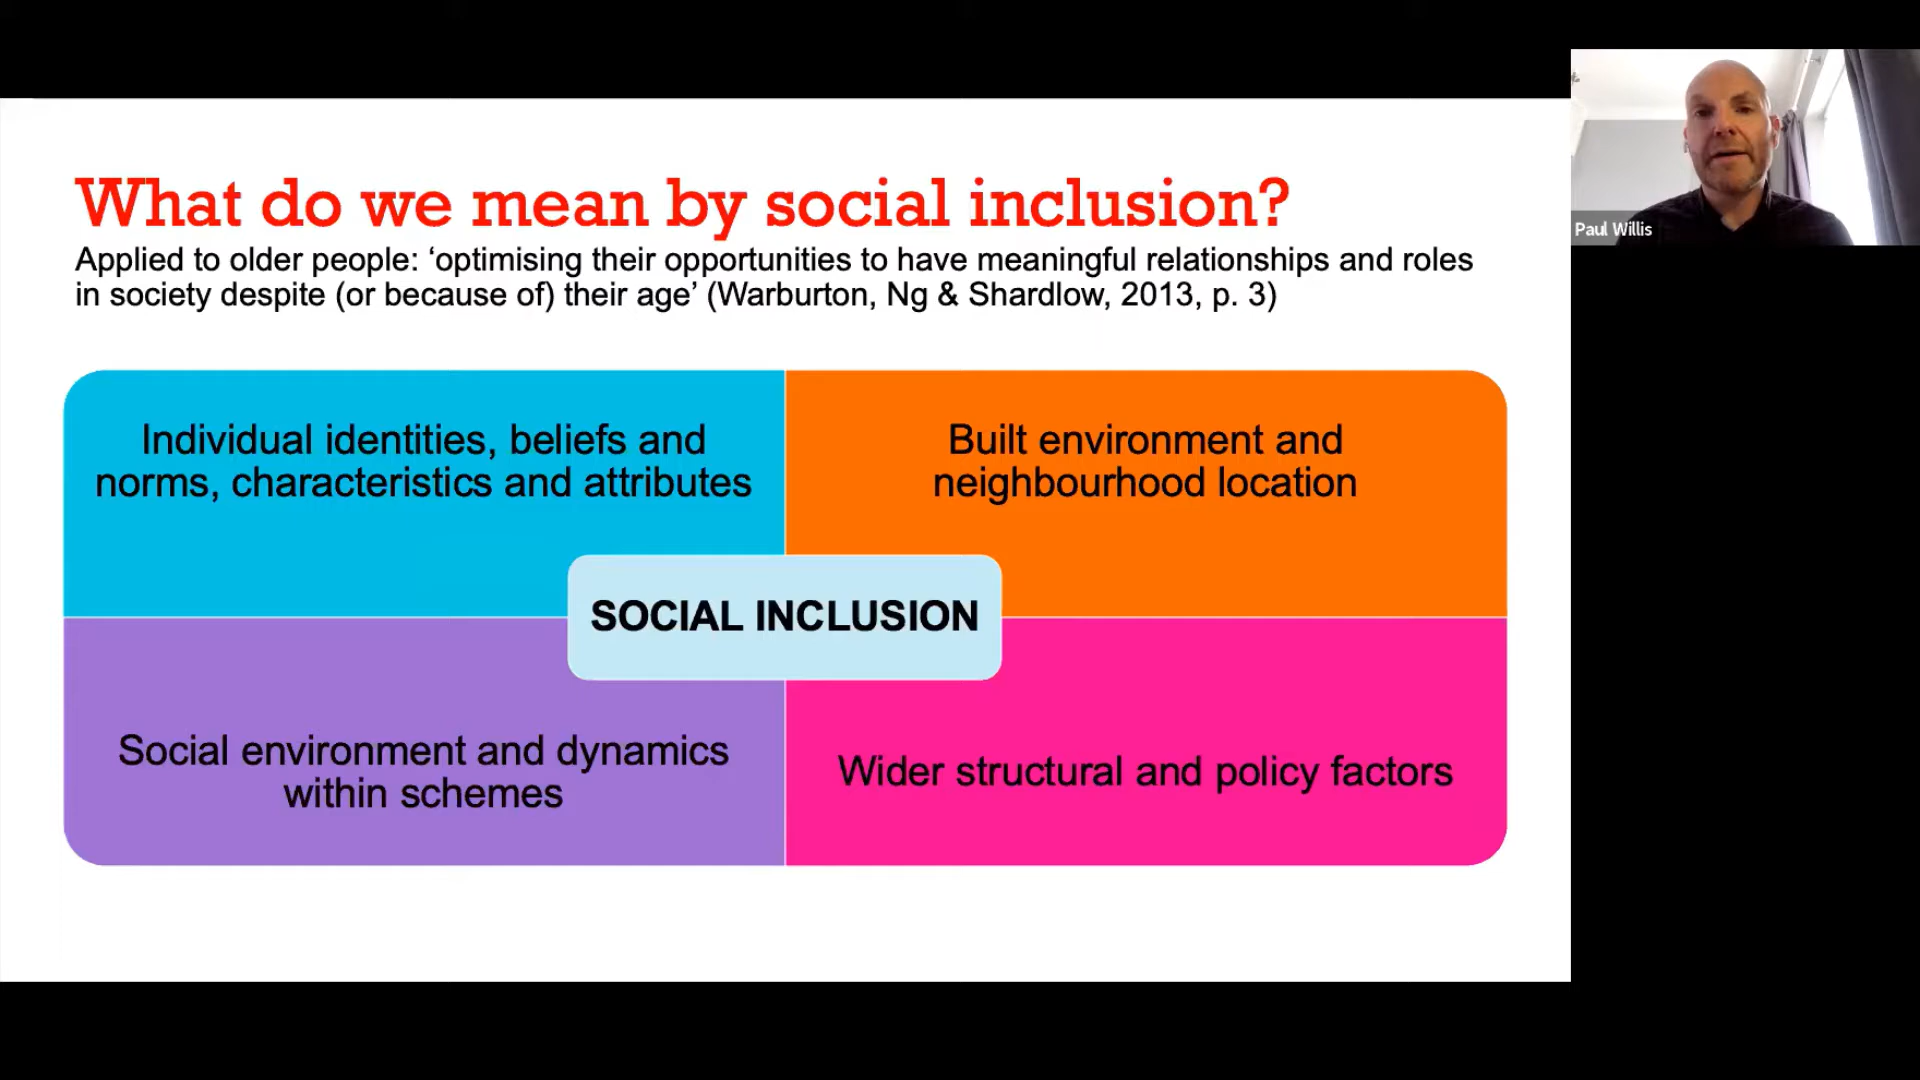 What do we mean by social inclusion?
Applied to older people: ‘optimising their opportunities to have meaningful relationships and roles
in society despite (or because of) their age’ (Warburton, Ng & Shardlow, 2013, p. 3)
Individual identities, beliefs and
norms, characteristics and attributes
Built environment and
neighbourhood location
SOCIAL INCLUSION
Social environment and dynamics
within schemes
Wider structural and policy factors
Paul Willis